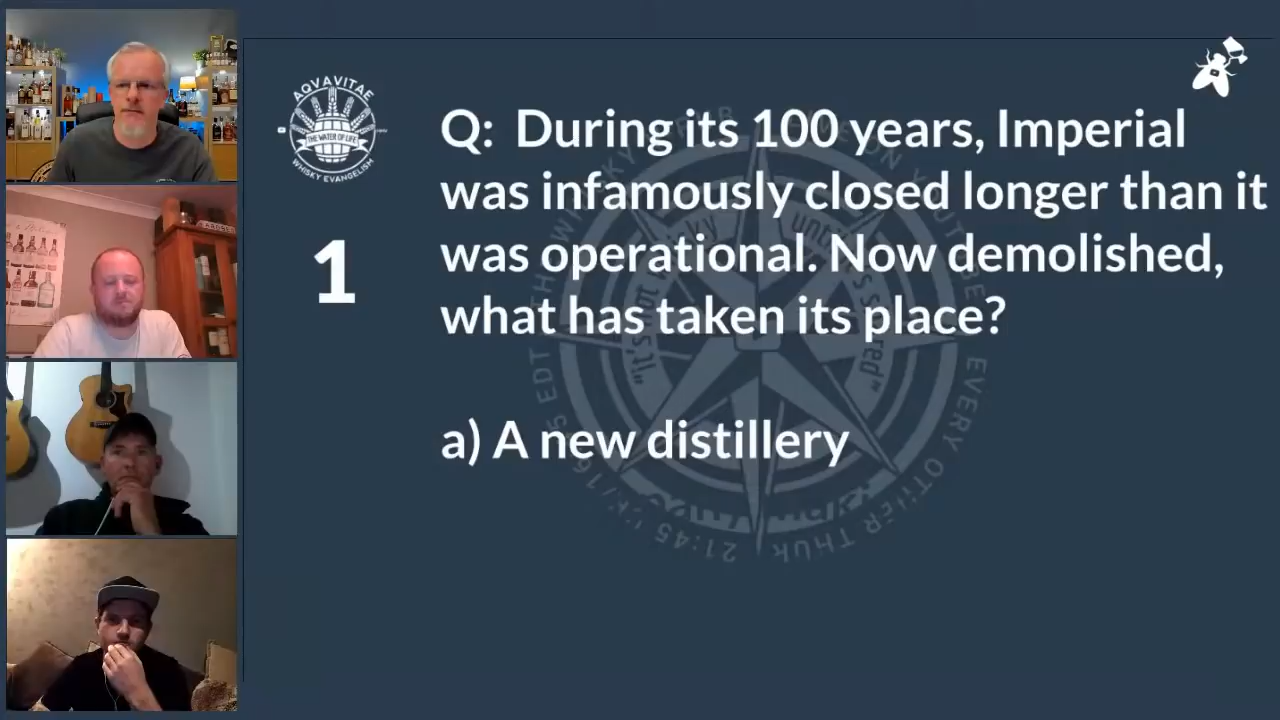 AQVAVITAE
THE WATER OF LIFE
WHISKY EVANGELISM
1
Q: During its 100 years, Imperial
was infamously closed longer than it
was operational. Now demolished,
what has taken its place?
a) A new distillery